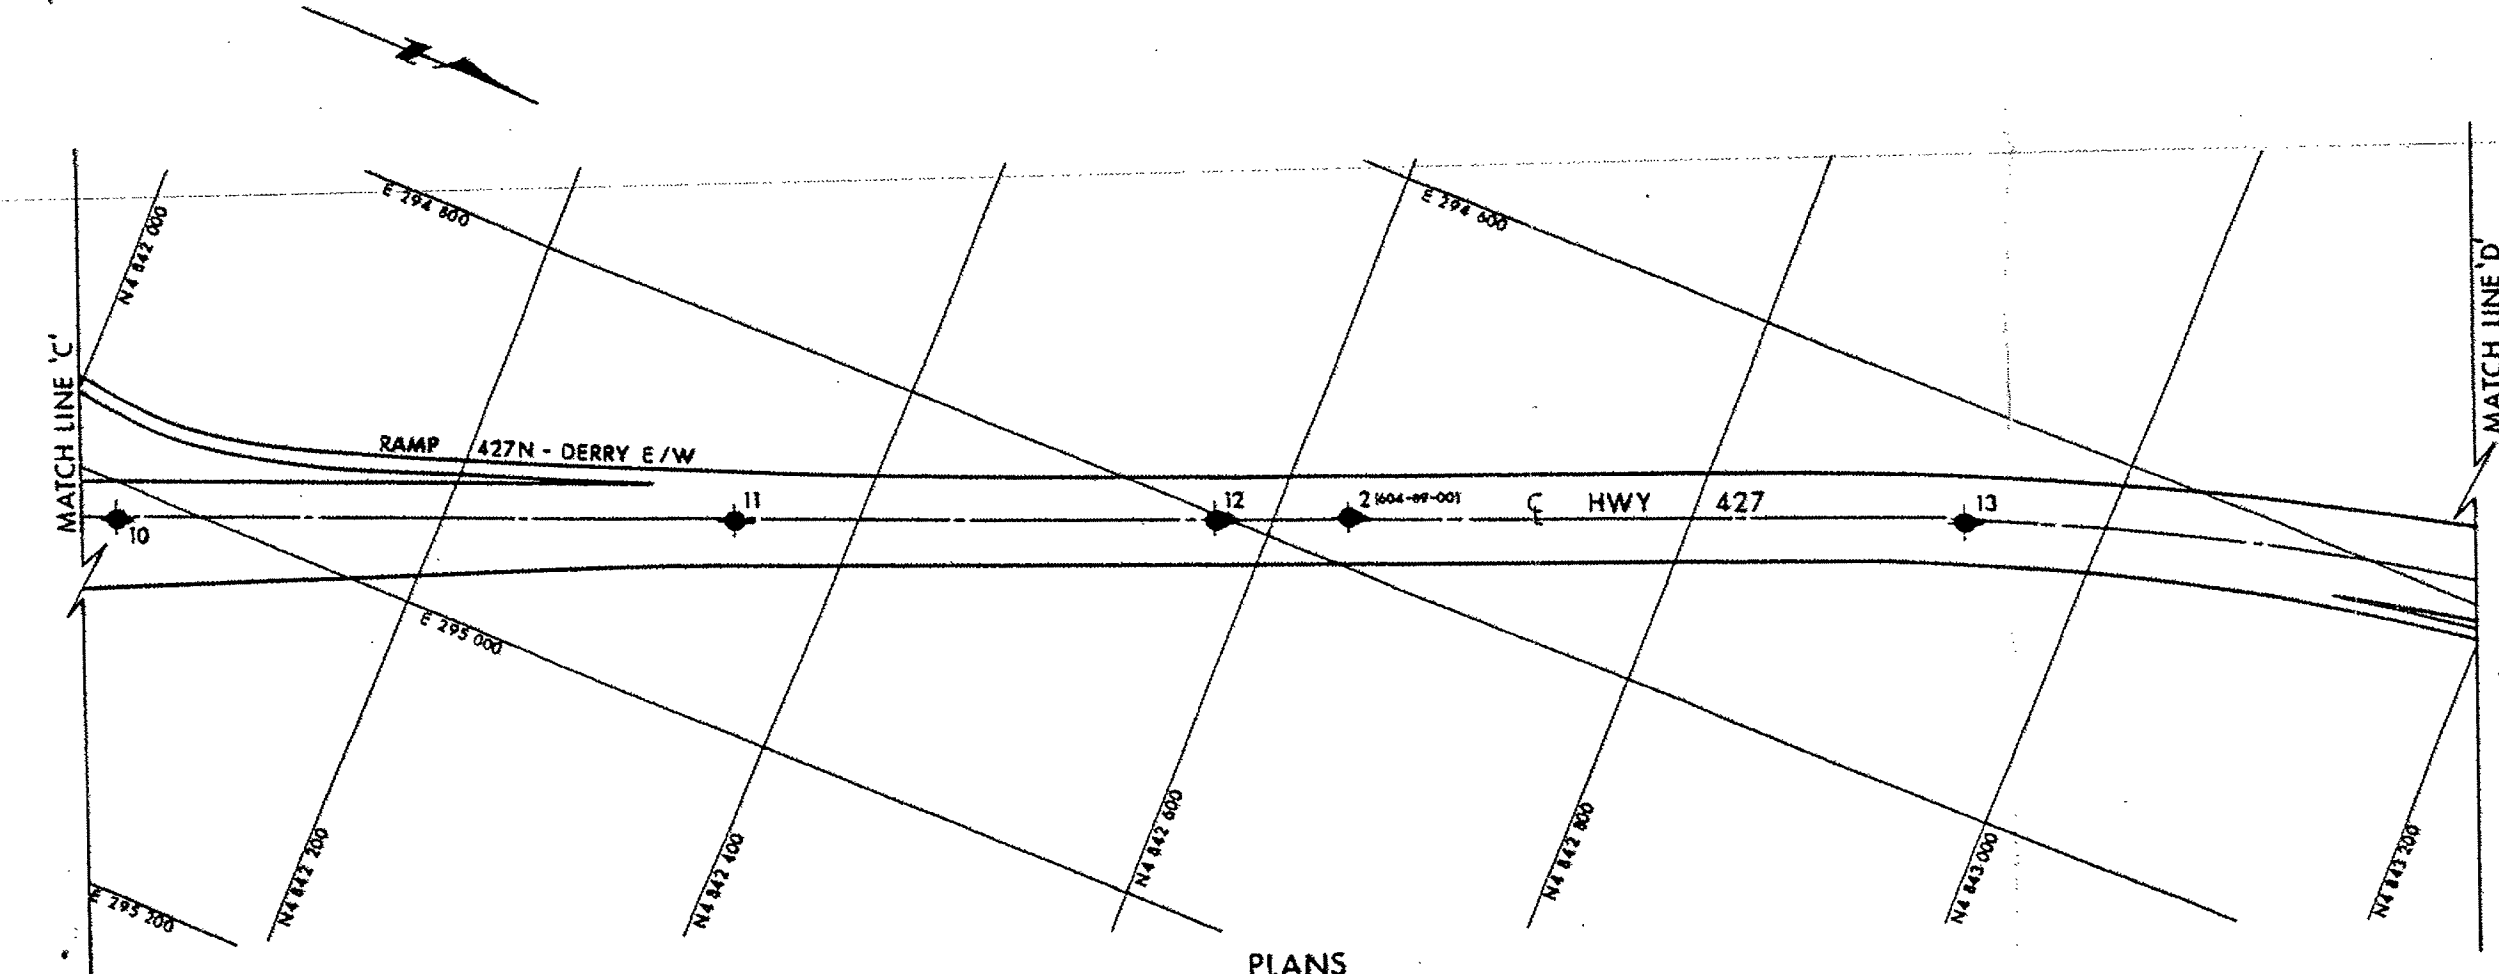 N
MATCH LINE 'C'
N4 842 000
E 294 800
E 294 600
MATCH LINE 'D'
RAMP 427N - DERRY E/W
10
11
12
2 (604-89-001)
℄ HWY 427
13
E 295 000
E 295 200
N4 842 200
N4 842 400
N4 842 600
N4 842 800
N4 843 000
N4 843 200
PLANS